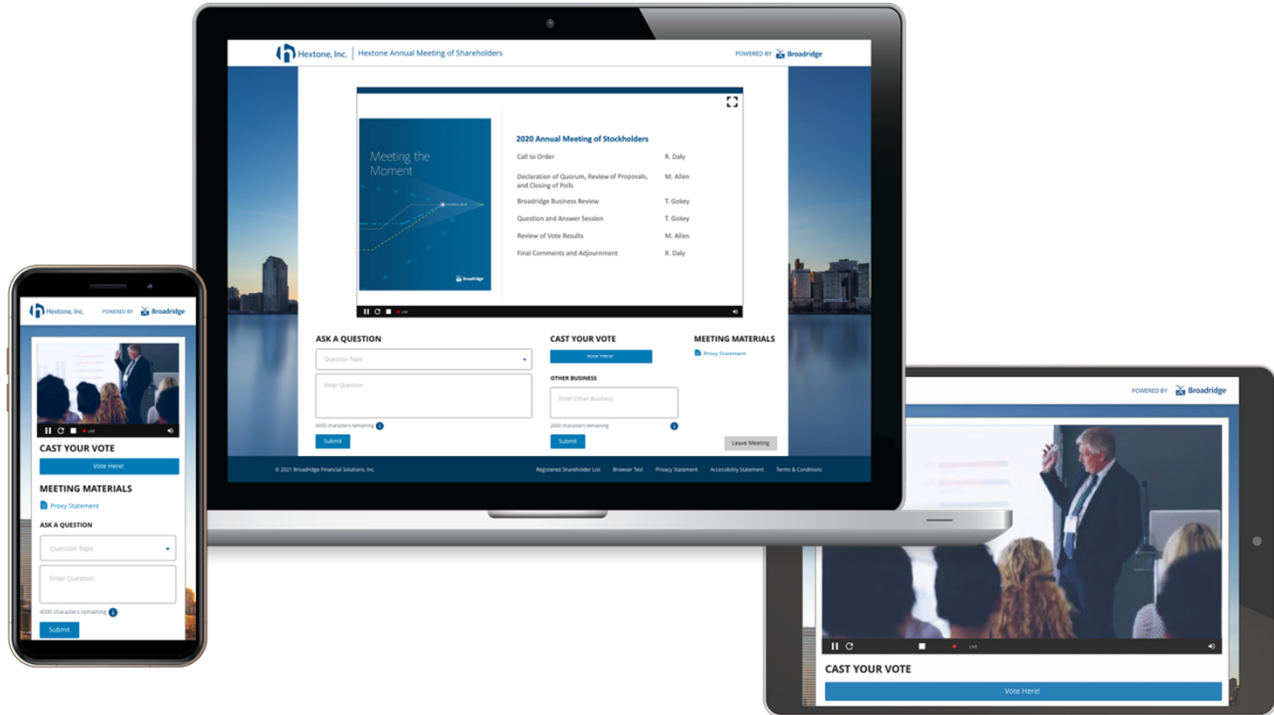 Hextone, Inc.
Hextone Annual Meeting of Shareholders
POWERED BY Broadridge
Meeting the
Moment
Broadridge
2020 Annual Meeting of Stockholders
Call to Order R. Daly
Declaration of Quorum, Review of Proposals, M. Allen
and Closing of Polls
Broadridge Business Review T. Gokey
Question and Answer Session T. Gokey
Review of Vote Results M. Allen
Final Comments and Adjournment R. Daly
LIVE
ASK A QUESTION
Question Topic
Enter Question
4000 characters remaining
Submit
CAST YOUR VOTE
Vote Here!
OTHER BUSINESS
Enter Other Business
2000 characters remaining
Submit
MEETING MATERIALS
Proxy Statement
Leave Meeting
© 2021 Broadridge Financial Solutions, Inc.
Registered Shareholder List Browser Test Privacy Statement Accessibility Statement Terms & Conditions
Hextone, Inc.
POWERED BY Broadridge
LIVE
CAST YOUR VOTE
Vote Here!
MEETING MATERIALS
Proxy Statement
ASK A QUESTION
Question Topic
Enter Question
4000 characters remaining
Submit
POWERED BY Broadridge
LIVE
CAST YOUR VOTE
Vote Here!